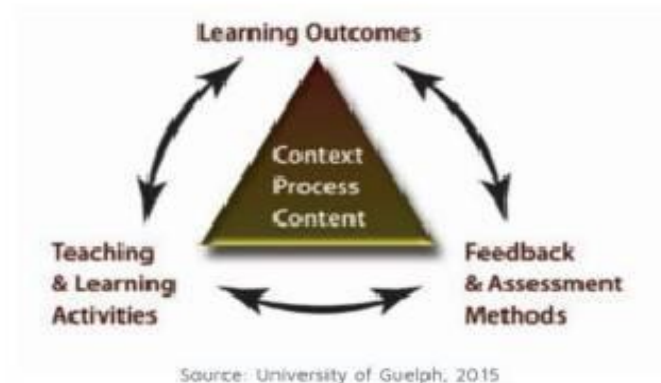 Learning Outcomes
Context
Process
Content
Teaching
& Learning
Activities
Feedback
& Assessment
Methods
Source: University of Guelph, 2015